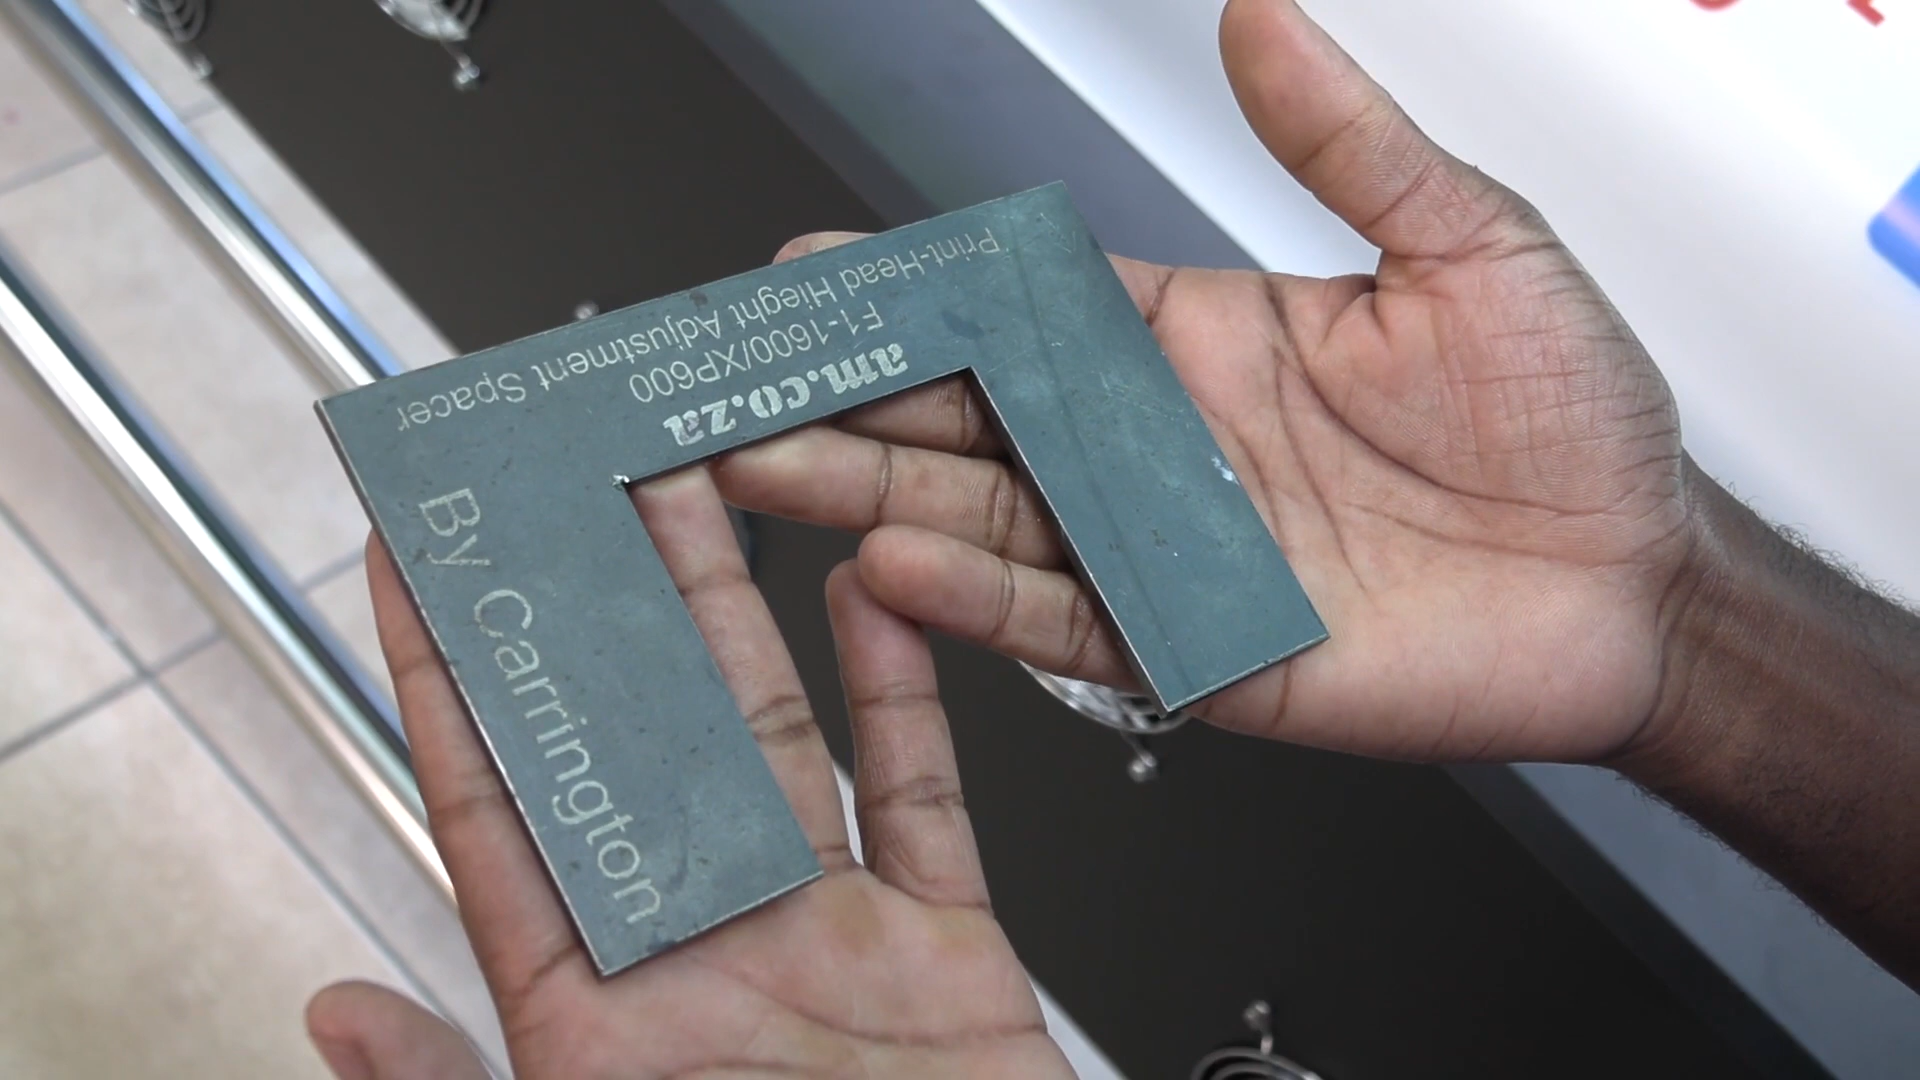 Print-Head Hieght Adjustment Spacer
F1-1600/XP600
am.co.za
By Carrington